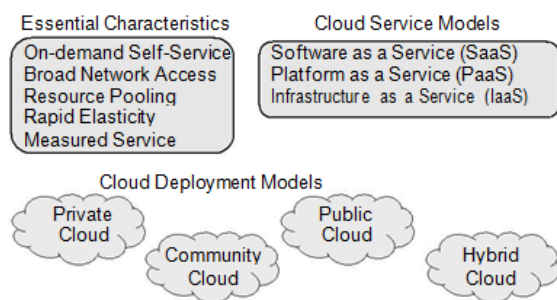 Essential Characteristics
On-demand Self-Service
Broad Network Access
Resource Pooling
Rapid Elasticity
Measured Service
Cloud Service Models
Software as a Service (SaaS)
Platform as a Service (PaaS)
Infrastructure as a Service (IaaS)
Cloud Deployment Models
Private
Cloud
Community
Cloud
Public
Cloud
Hybrid
Cloud